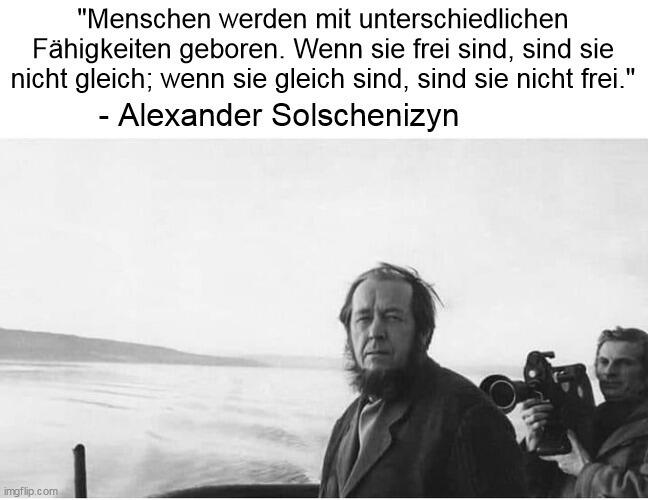 "Menschen werden mit unterschiedlichen
Fähigkeiten geboren. Wenn sie frei sind, sind sie
nicht gleich; wenn sie gleich sind, sind sie nicht frei."
- Alexander Solschenizyn
imgflip.com